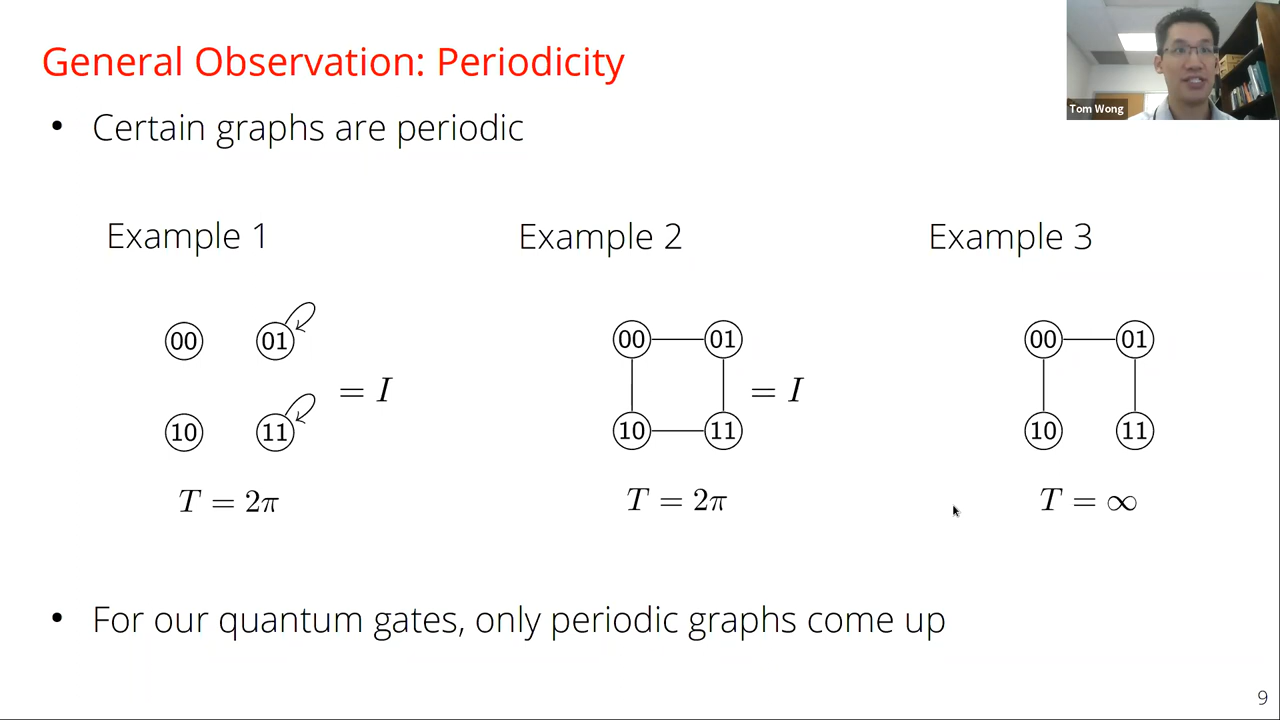 General Observation: Periodicity
Tom Wong
• Certain graphs are periodic
Example 1
Example 2
Example 3
00 01
10 11
= I
T = 2π
00 01
10 11
= I
T = 2π
00 01
10 11
T = ∞
• For our quantum gates, only periodic graphs come up
9